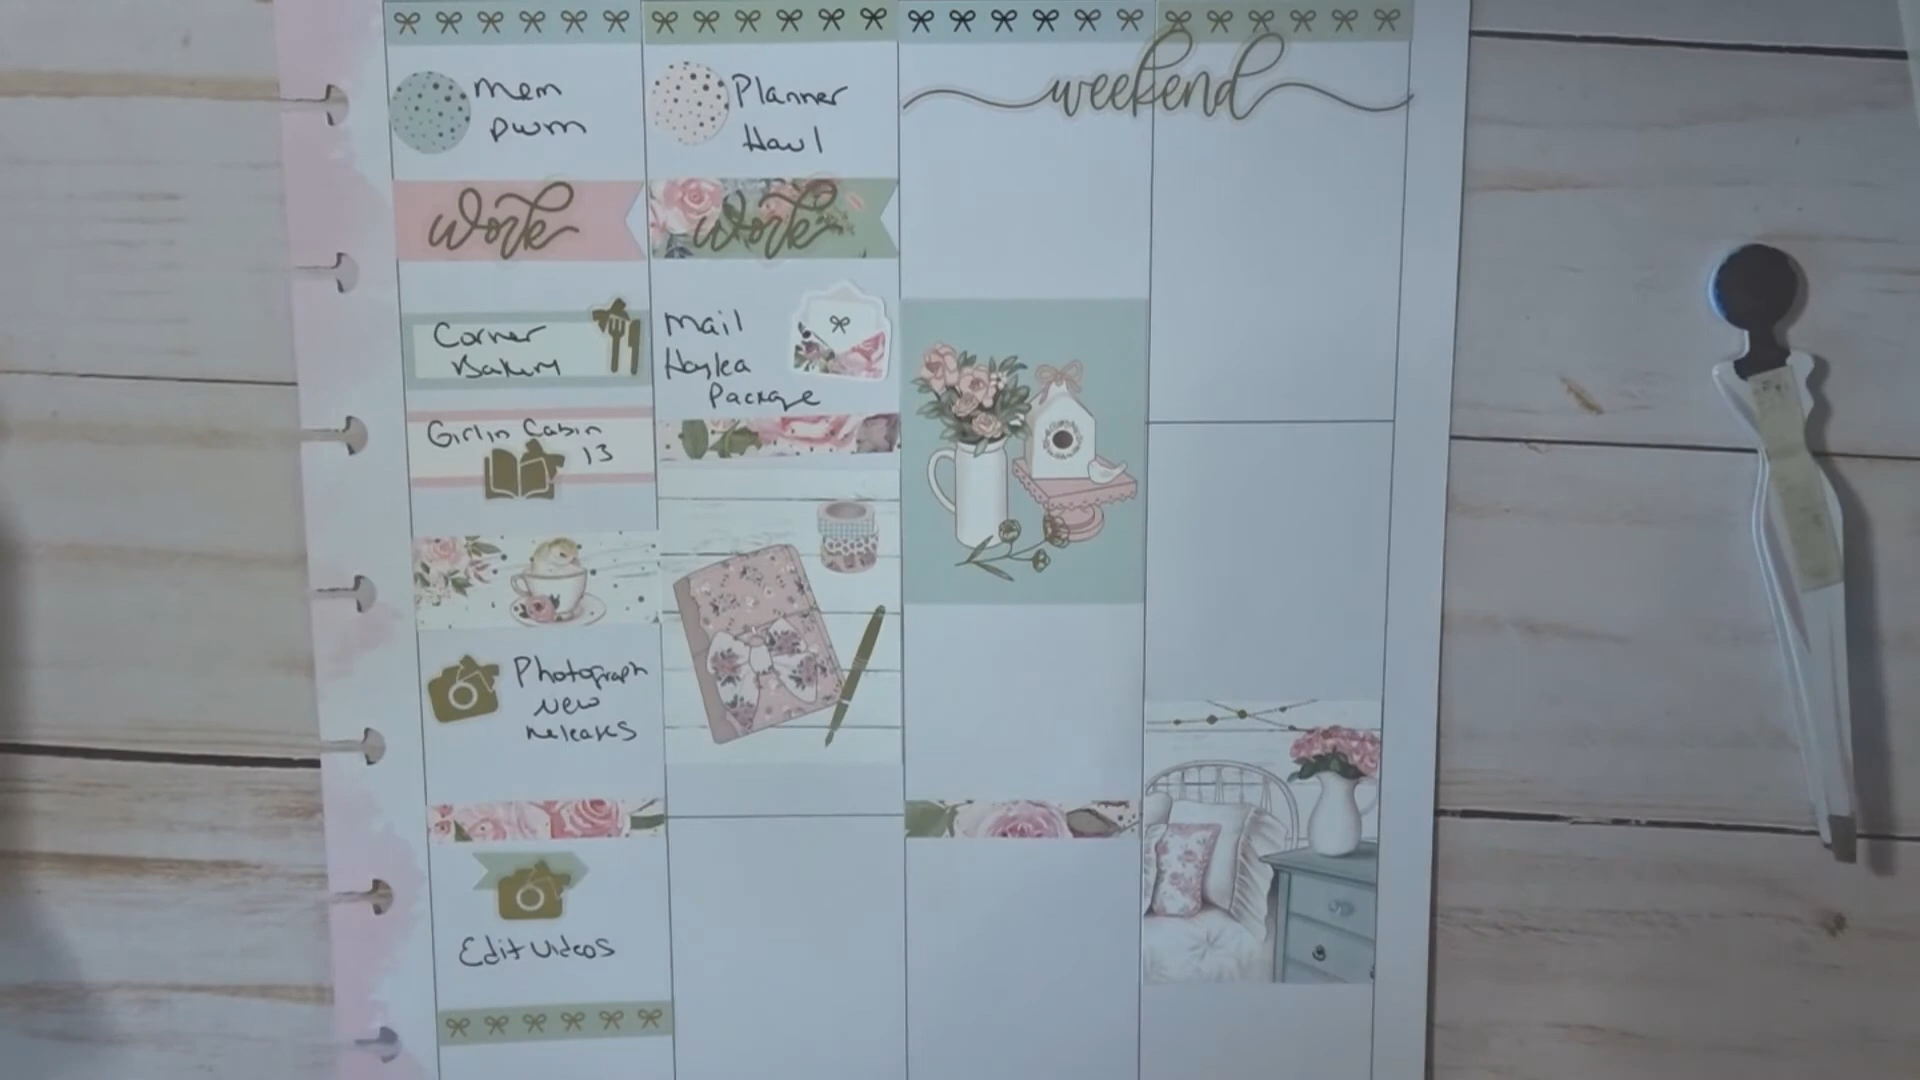 mem
pwm
work
Corner
Bakery
Girl in Cabin
13
Photograph
New
Releases
Edit Videos
Planner
Haul
work
Mail
Haylea
Package
weekend